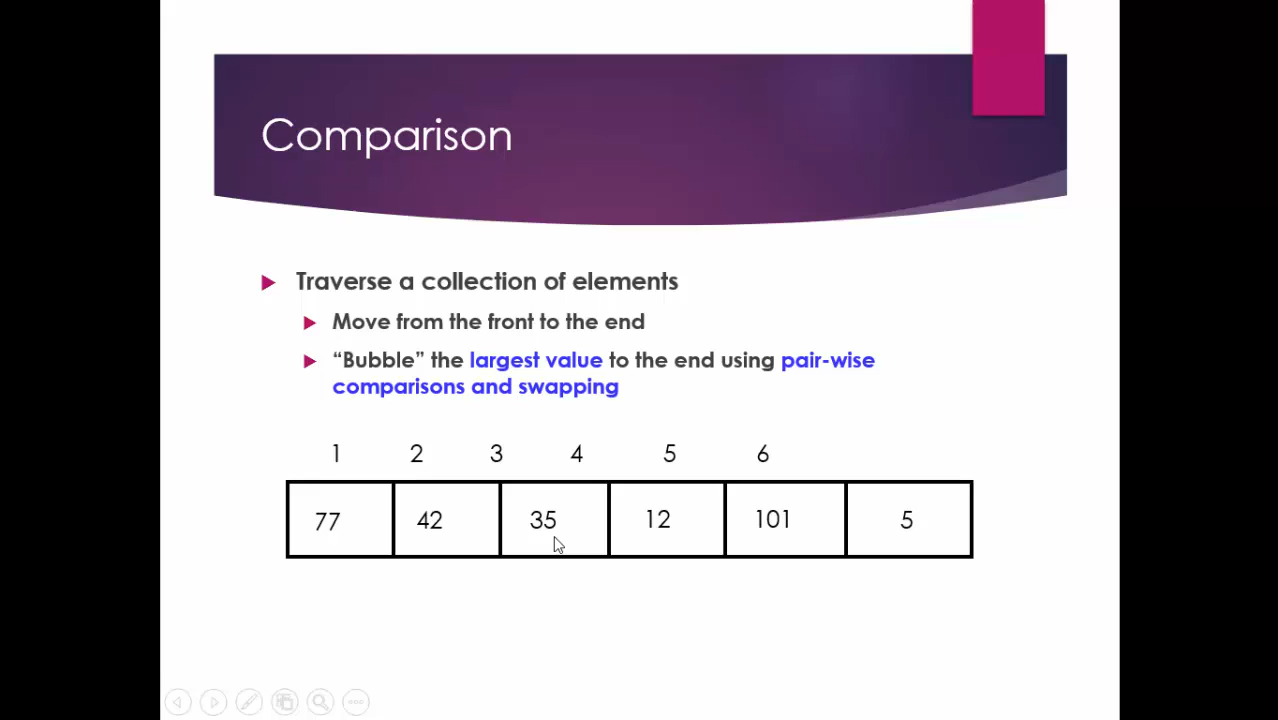 Comparison
Traverse a collection of elements
Move from the front to the end
“Bubble” the largest value to the end using pair-wise
comparisons and swapping
1 2 3 4 5 6
77 42 35 12 101 5